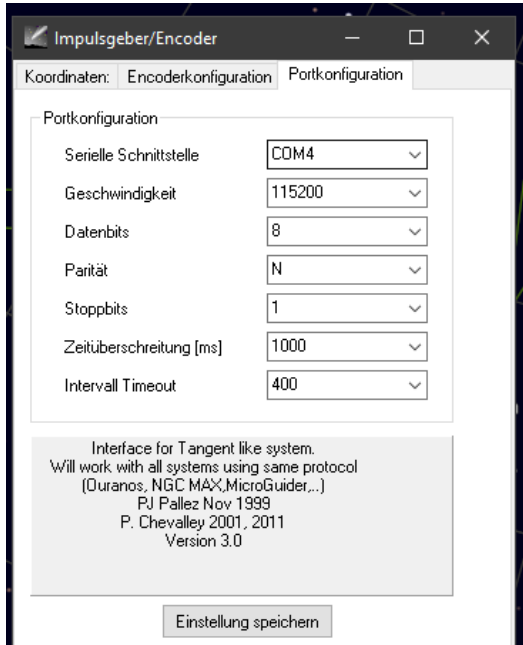 Impulsgeber/Encoder
Koordinaten: Encoderkonfiguration Portkonfiguration
Portkonfiguration
Serielle Schnittstelle COM4
Geschwindigkeit 115200
Datenbits 8
Parität N
Stoppbits 1
Zeitüberschreitung [ms] 1000
Intervall Timeout 400
Interface for Tangent like system.
Will work with all systems using same protocol
(Ouranos, NGC MAX,MicroGuider,..)
PJ Pallez Nov 1999
P. Chevalley 2001, 2011
Version 3.0
Einstellung speichern